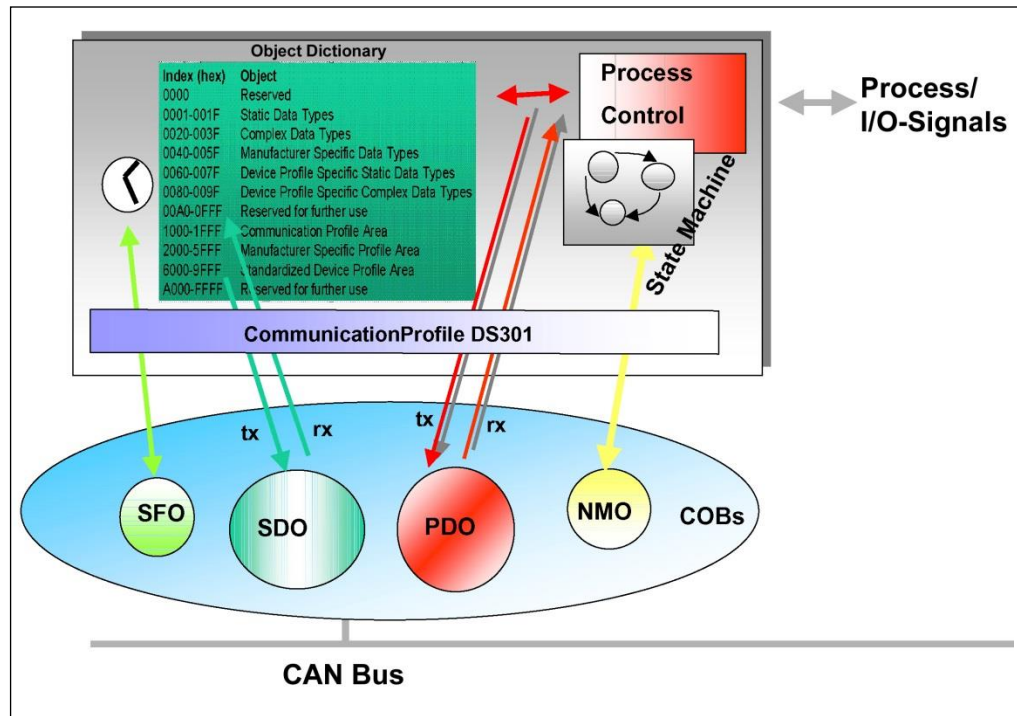 Object Dictionary
Index (hex) Object
0000 Reserved
0001-001F Static Data Types
0020-003F Complex Data Types
0040-005F Manufacturer Specific Data Types
0060-007F Device Profile Specific Static Data Types
0080-009F Device Profile Specific Complex Data Types
00A0-0FFF Reserved for further use
1000-1FFF Communication Profile Area
2000-5FFF Manufacturer Specific Profile Area
6000-9FFF Standardized Device Profile Area
A000-FFFF Reserved for further use
Process
Control
State Machine
Process/
I/O-Signals
CommunicationProfile DS301
tx rx tx rx
SFO SDO PDO NMO COBs
CAN Bus